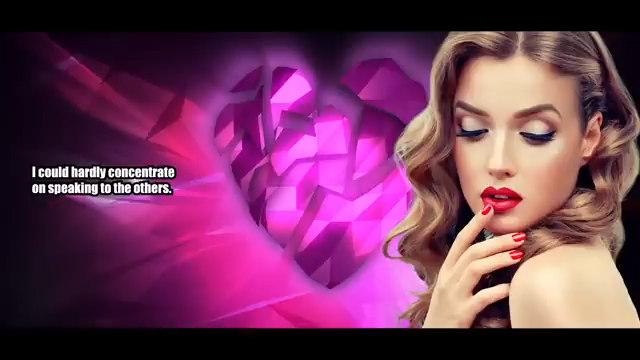 I could hardly concentrate
on speaking to the others.